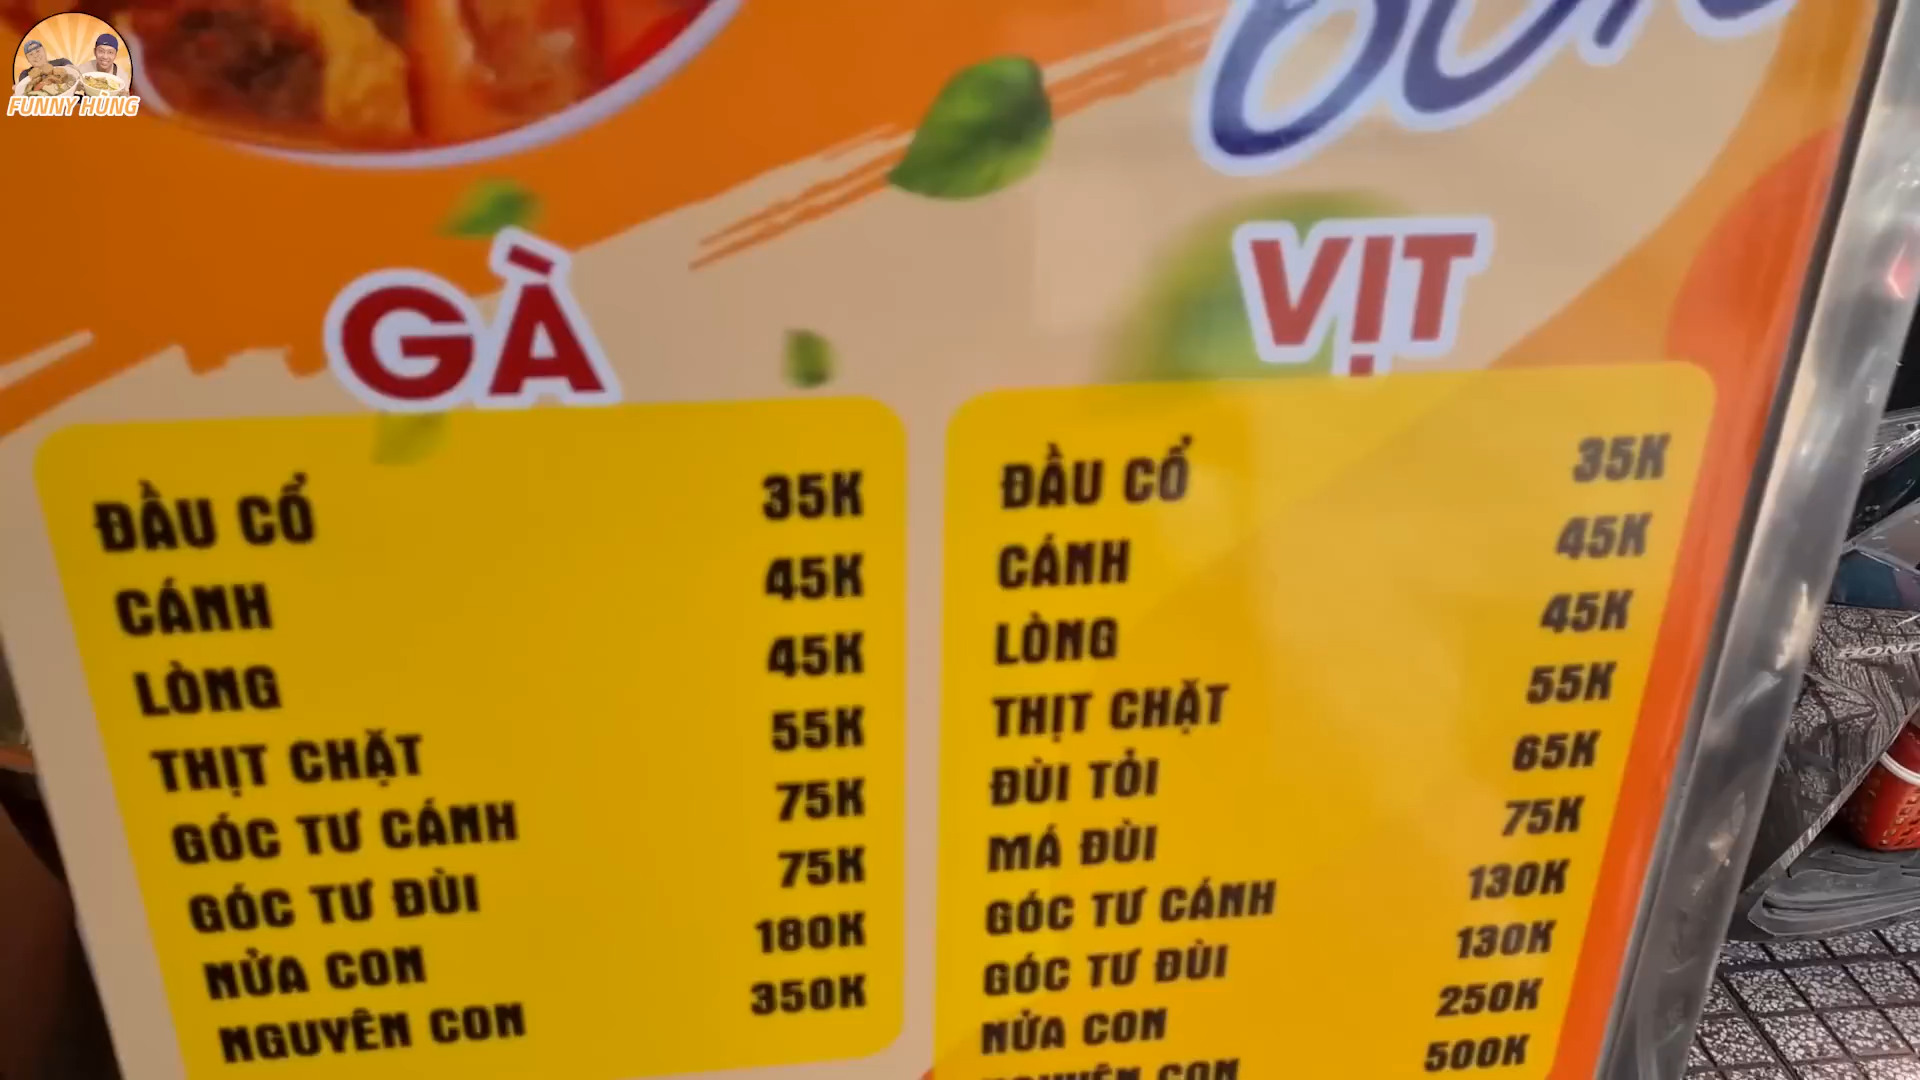 FUNNY HÙNG
GÀ
ĐẦU CỔ 35K
CÁNH 45K
LÒNG 45K
THỊT CHẶT 55K
GÓC TƯ CÁNH 75K
GÓC TƯ ĐÙI 75K
NỬA CON 180K
NGUYÊN CON 350K
VỊT
ĐẦU CỔ 35K
CÁNH 45K
LÒNG 45K
THỊT CHẶT 55K
ĐÙI TỎI 65K
MÁ ĐÙI 75K
GÓC TƯ CÁNH 130K
GÓC TƯ ĐÙI 130K
NỬA CON 250K
NGUYÊN CON 500K